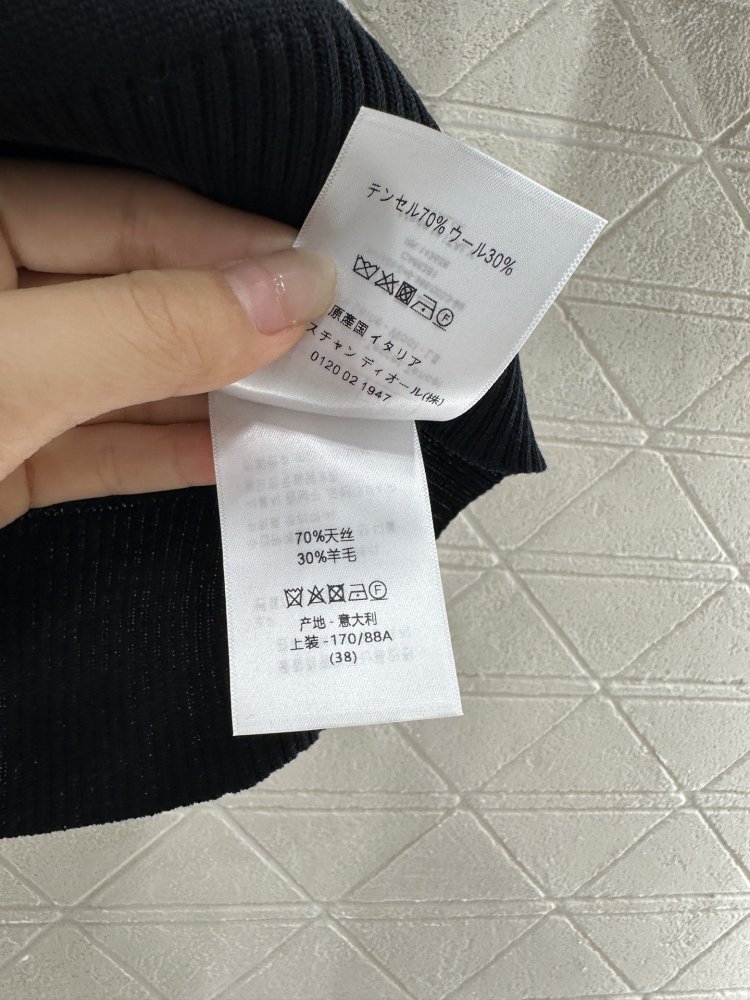 テンセル70% ウール30%
原産国 イタリア
スチャン ディオール(株)
0120 02 1947
70%天丝
30%羊毛
F
产地 - 意大利
上装 -170/88A
(38)